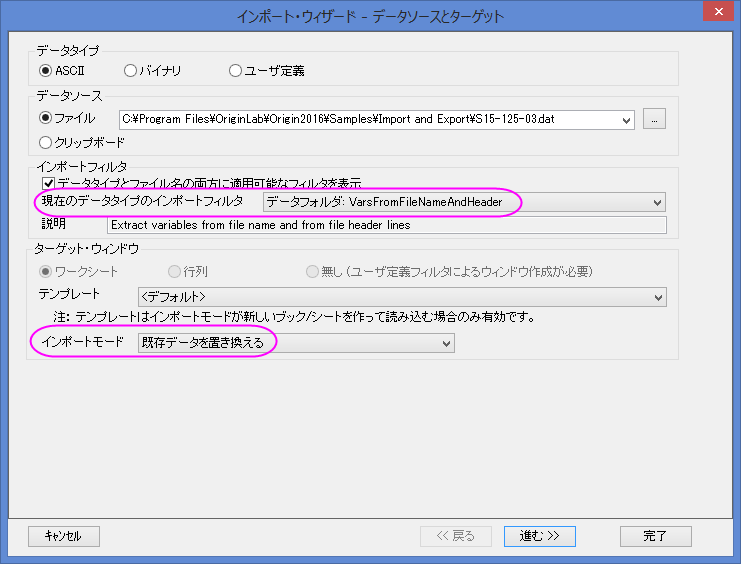 インポート・ウィザード - データソースとターゲット
データタイプ
ASCII バイナリ ユーザ定義
データソース
ファイル C:¥Program Files¥OriginLab¥Origin2016¥Samples¥Import and Export¥S15-125-03.dat ...
クリップボード
インポートフィルタ
データタイプとファイル名の両方に適用可能なフィルタを表示
現在のデータタイプのインポートフィルタ データフォルダ: VarsFromFileNameAndHeader
説明 Extract variables from file name and from file header lines
ターゲット・ウィンドウ
ワークシート 行列 無し (ユーザ定義フィルタによるウィンドウ作成が必要)
テンプレート <デフォルト>
注: テンプレートはインポートモードが新しいブック/シートを作って読み込む場合のみ有効です。
インポートモード 既存データを置き換える
キャンセル << 戻る 進む >> 完了